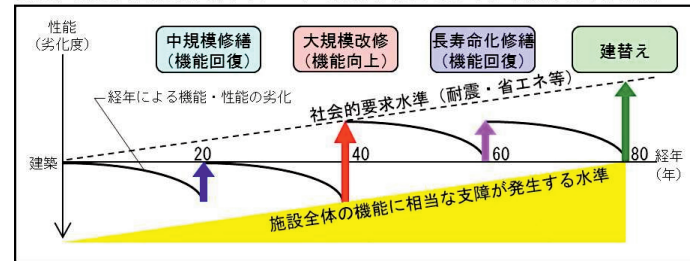 性能
(劣化度)
中規模修繕
(機能回復)
大規模改修
(機能向上)
長寿命化修繕
(機能回復)
建替え
経年による機能・性能の劣化
社会的要求水準(耐震・省エネ等)
建築
20
40
60
80
経年
(年)
施設全体の機能に相当な支障が発生する水準